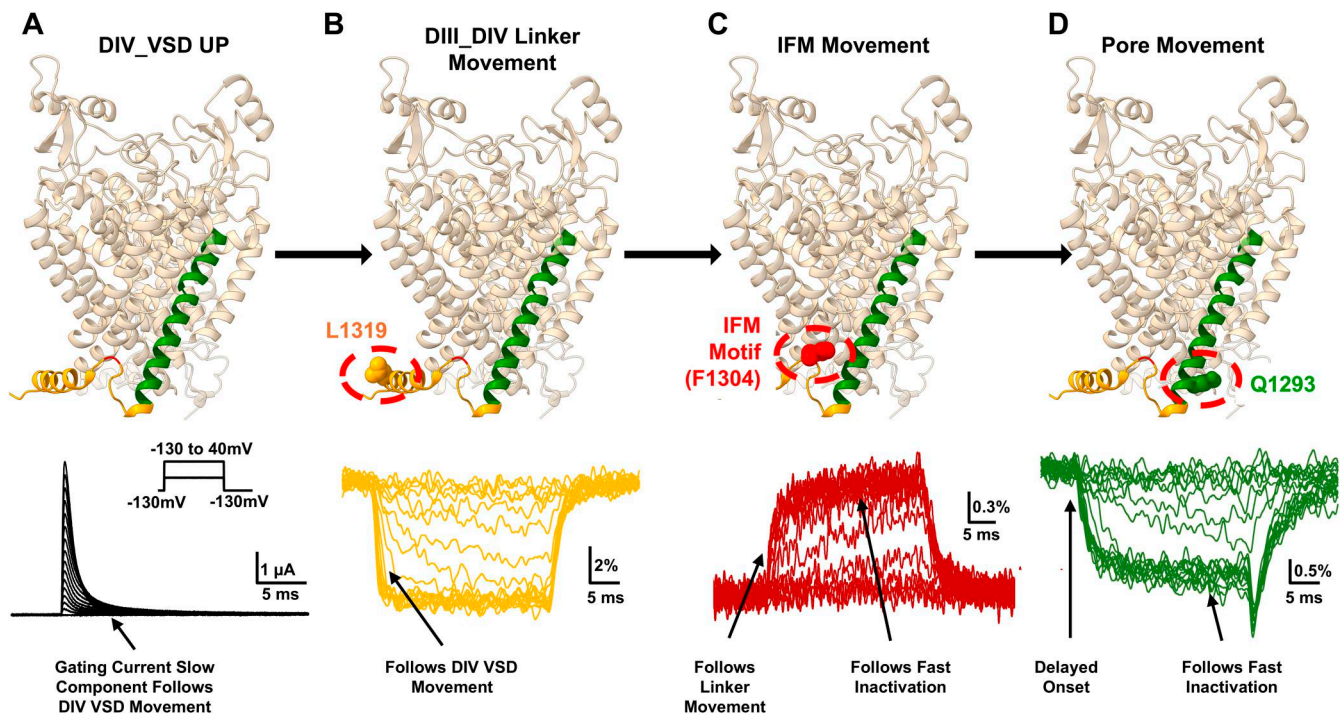 A
DIV_VSD UP
B
DIII_DIV Linker
Movement
C
IFM Movement
D
Pore Movement
L1319
IFM
Motif
(F1304)
Q1293
-130 to 40mV
-130mV
-130mV
1 µA
5 ms
Gating Current Slow
Component Follows
DIV VSD Movement
2%
5 ms
Follows DIV VSD
Movement
0.3%
5 ms
Follows
Linker
Movement
Follows Fast
Inactivation
0.5%
5 ms
Delayed
Onset
Follows Fast
Inactivation